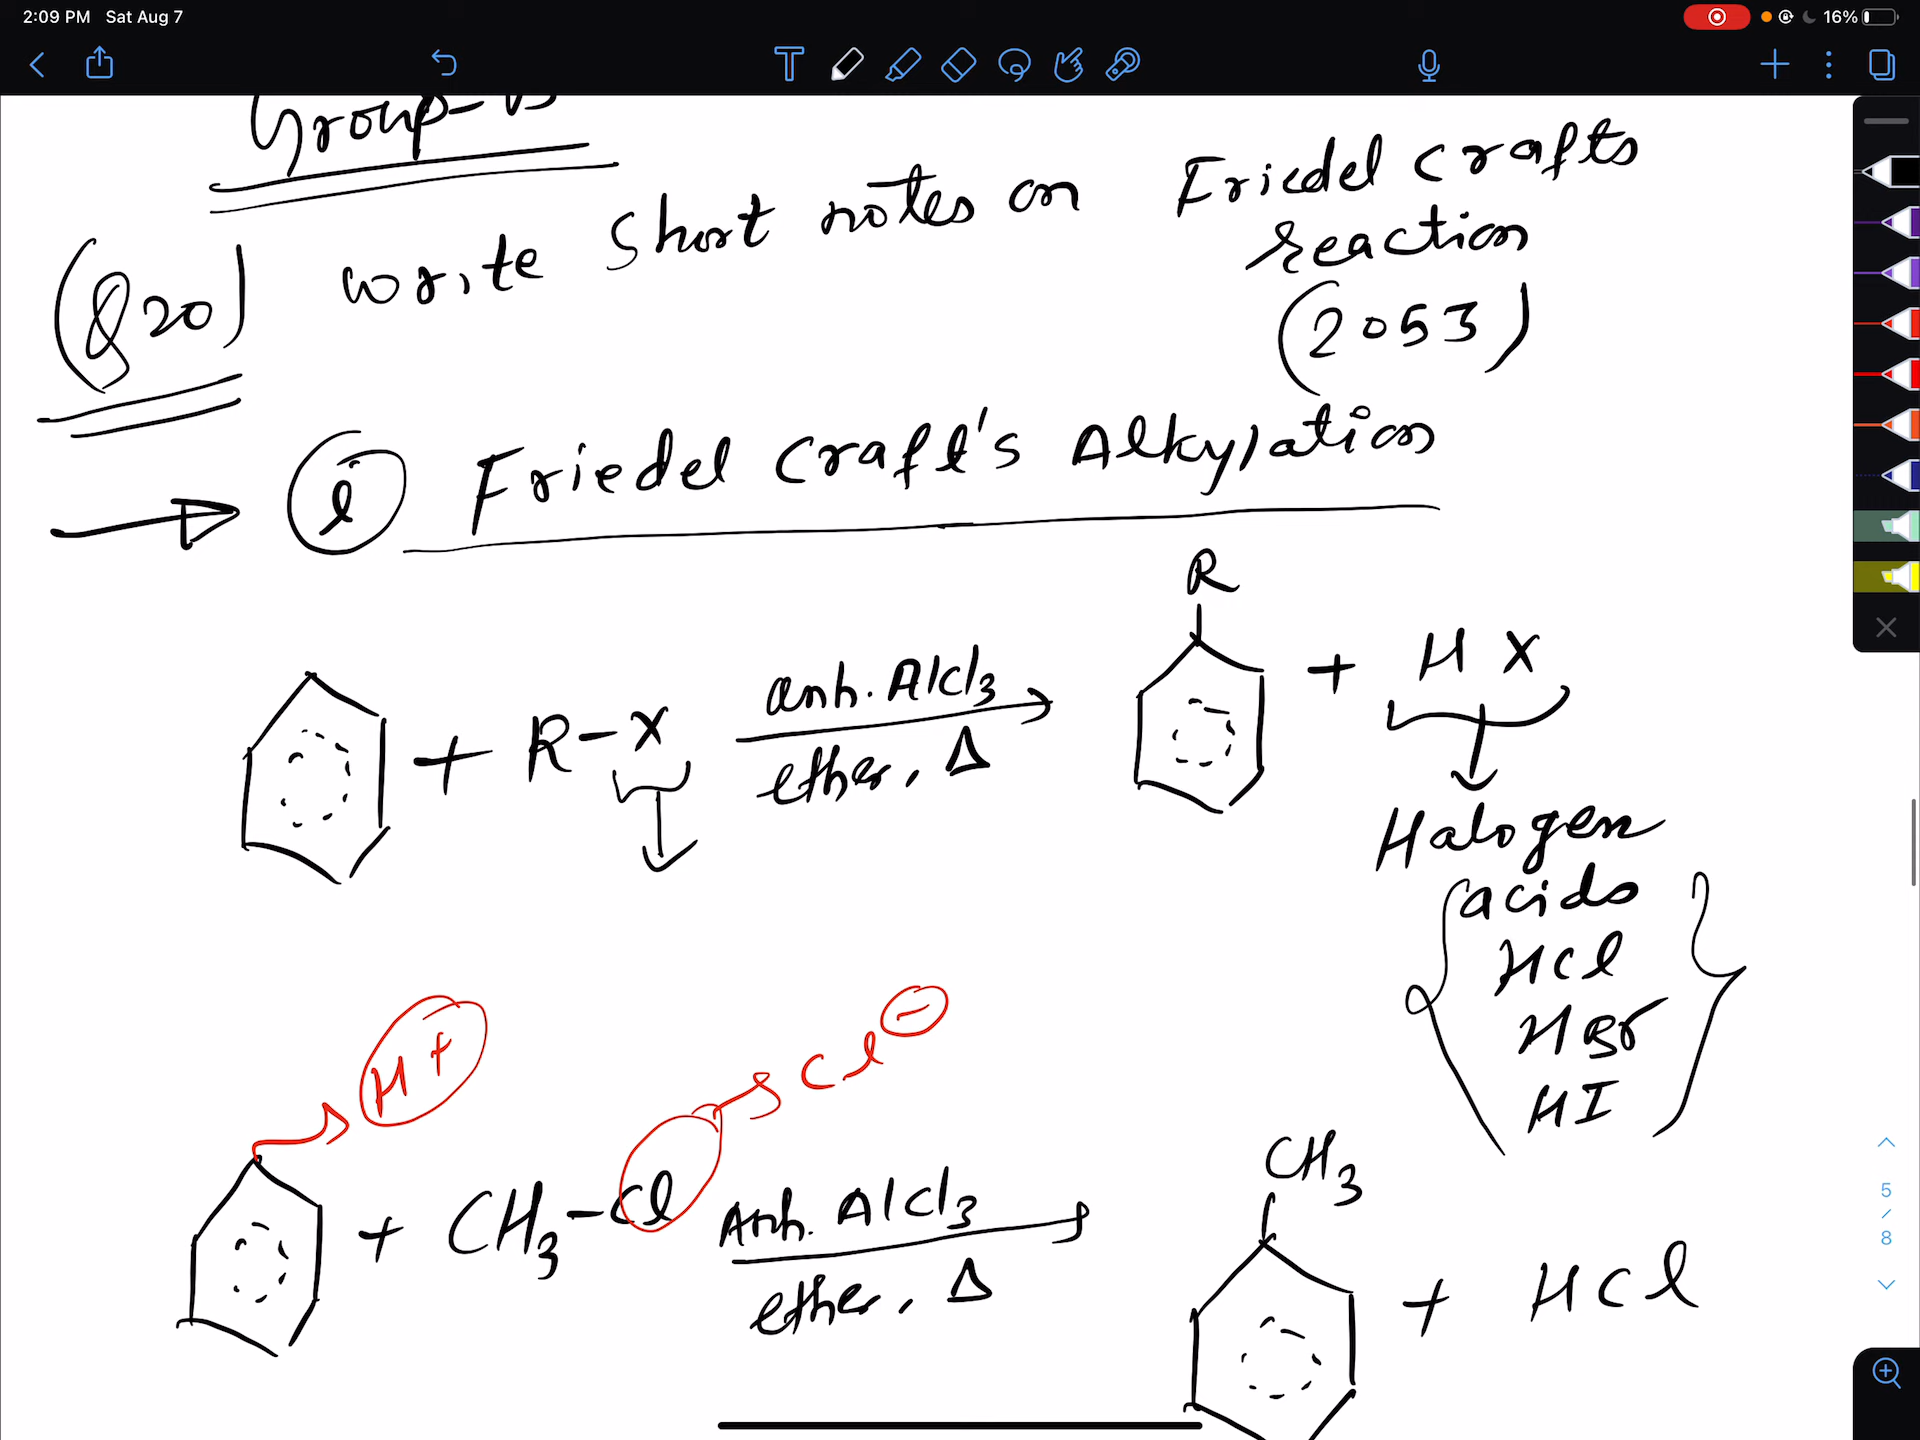 2:09 PM Sat Aug 7
16%
Group-B
(Q20) Write short notes on Friedel Crafts
reaction
(2053)
i Friedel Craft's Alkylation
R
+ R-X anh. AlCl3 + HX
ether, Δ
Halogen
acids
HCl
HBr
HI
H+
Cl-
CH3
+ CH3-Cl Anh. AlCl3
ether, Δ + HCl
5
/
8